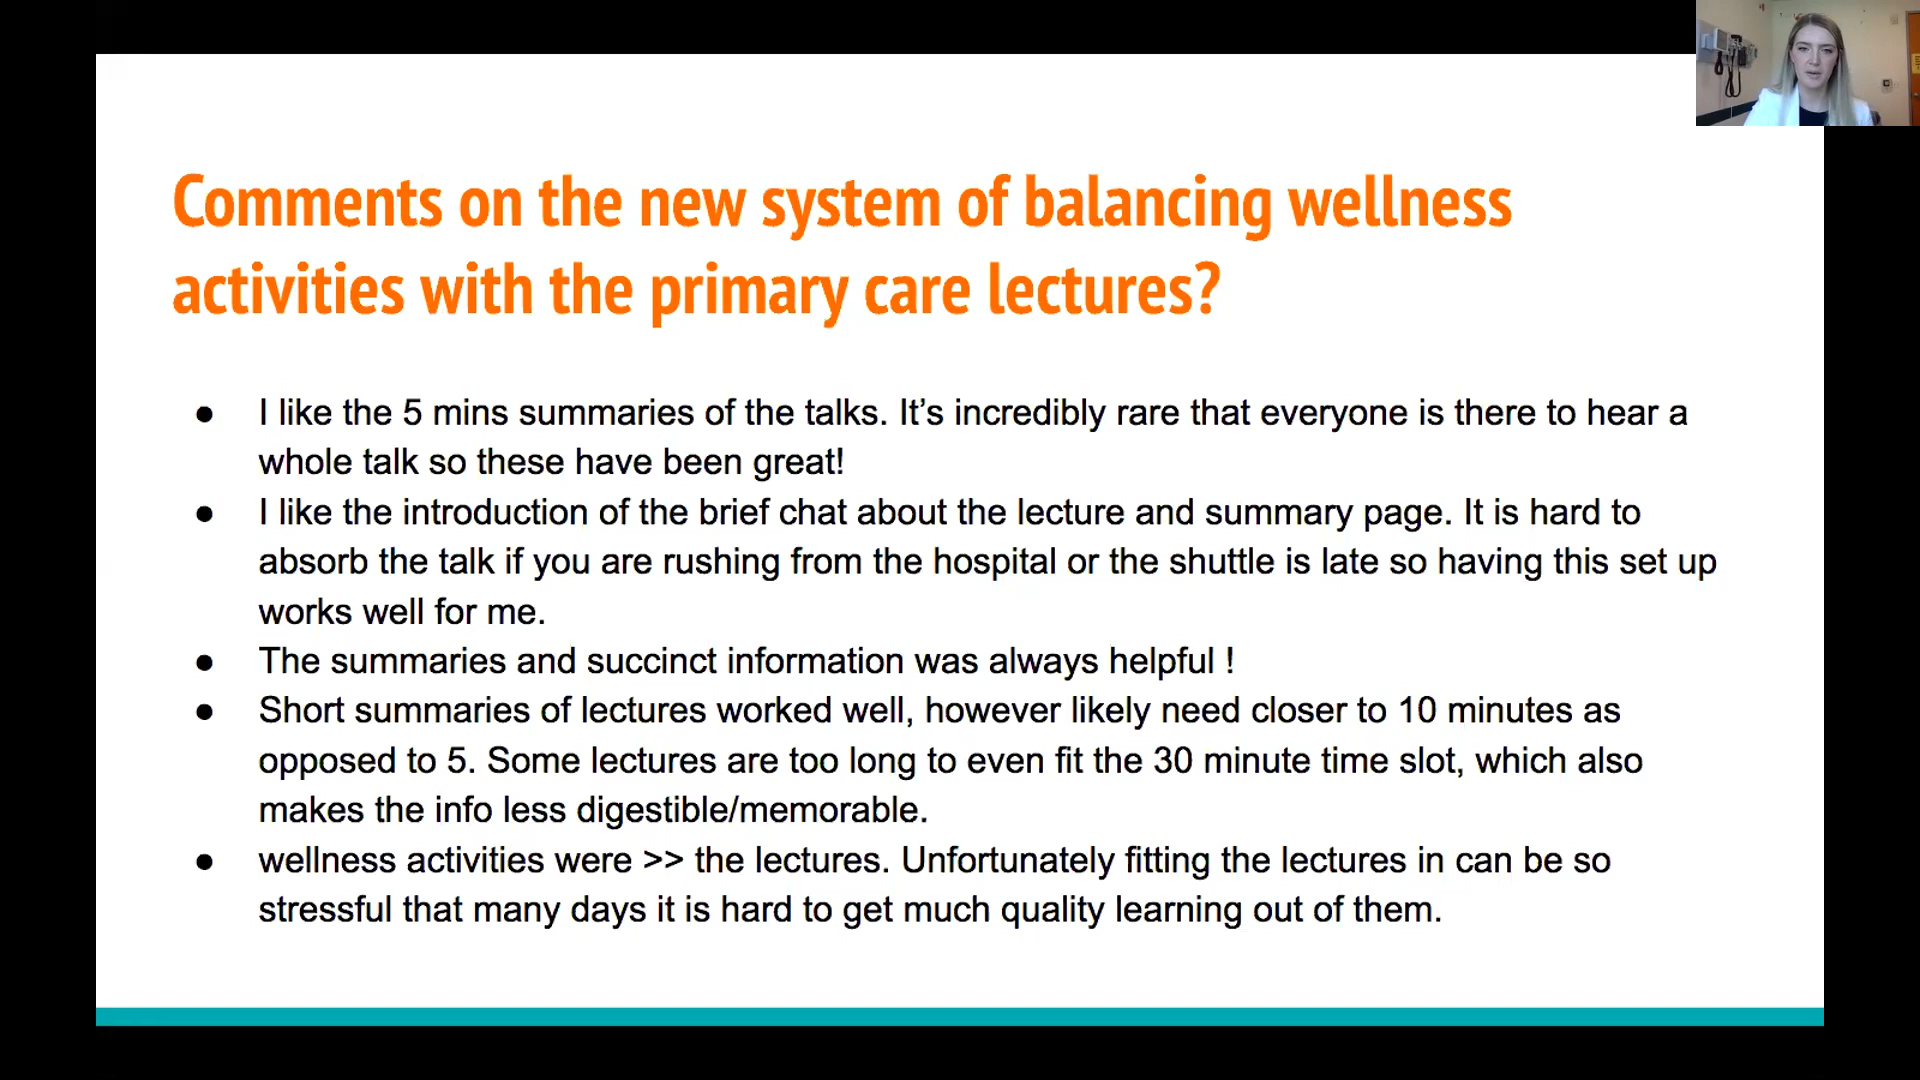 Comments on the new system of balancing wellness
activities with the primary care lectures?
● I like the 5 mins summaries of the talks. It’s incredibly rare that everyone is there to hear a
whole talk so these have been great!
● I like the introduction of the brief chat about the lecture and summary page. It is hard to
absorb the talk if you are rushing from the hospital or the shuttle is late so having this set up
works well for me.
● The summaries and succinct information was always helpful !
● Short summaries of lectures worked well, however likely need closer to 10 minutes as
opposed to 5. Some lectures are too long to even fit the 30 minute time slot, which also
makes the info less digestible/memorable.
● wellness activities were >> the lectures. Unfortunately fitting the lectures in can be so
stressful that many days it is hard to get much quality learning out of them.